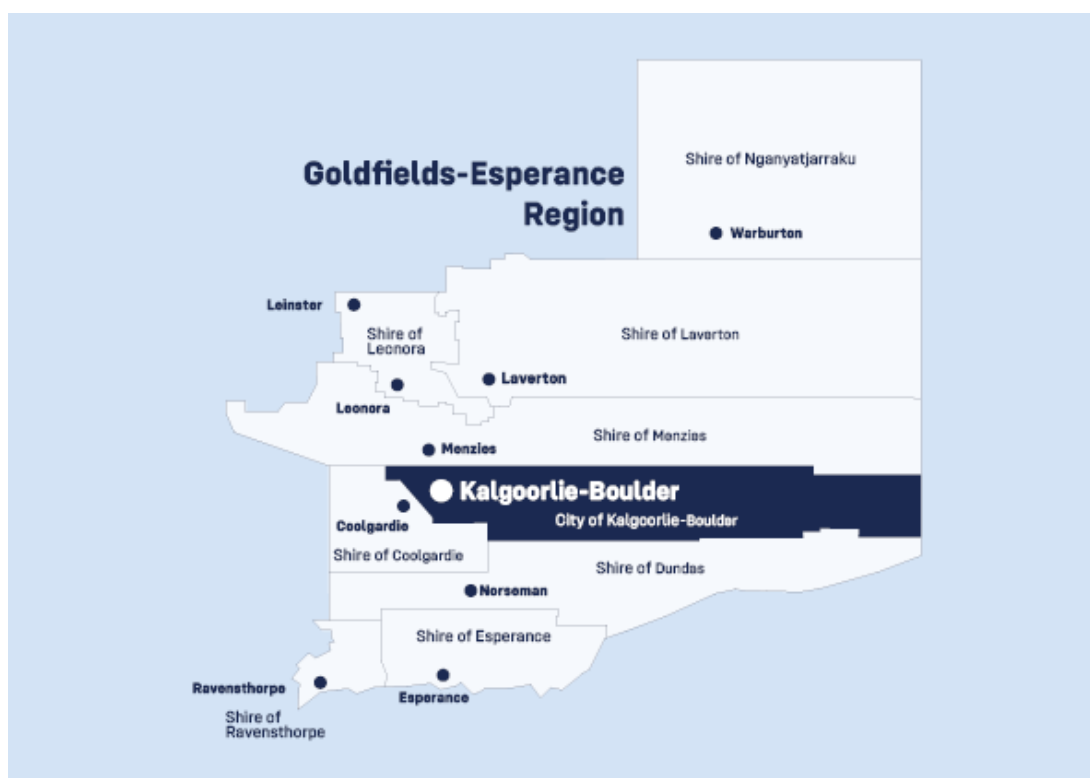 Goldfields-Esperance
Region
Shire of Nganyatjarraku
Warburton
Leinster
Shire of
Leonora
Shire of Laverton
Laverton
Leonora
Shire of Menzies
Menzies
Kalgoorlie-Boulder
City of Kalgoorlie-Boulder
Coolgardie
Shire of Coolgardie
Shire of Dundas
Norseman
Shire of Esperance
Esperance
Ravensthorpe
Shire of
Ravensthorpe